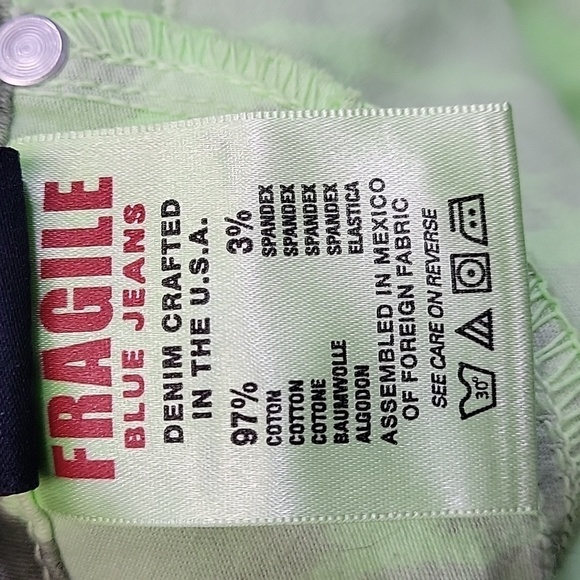 FRAGILE
BLUE JEANS
DENIM CRAFTED
IN THE U.S.A.
97% 3%
COTON SPANDEX
COTTON SPANDEX
COTONE SPANDEX
BAUMWOLLE SPANDEX
ALGODON ELASTICA
ASSEMBLED IN MEXICO
OF FOREIGN FABRIC
SEE CARE ON REVERSE
30°